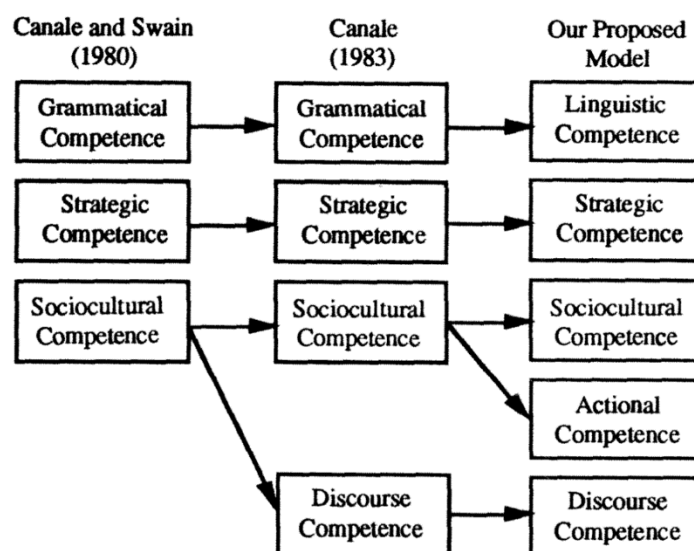 Canale and Swain
(1980)
Canale
(1983)
Our Proposed
Model
Grammatical
Competence
Grammatical
Competence
Linguistic
Competence
Strategic
Competence
Strategic
Competence
Strategic
Competence
Sociocultural
Competence
Sociocultural
Competence
Sociocultural
Competence
Actional
Competence
Discourse
Competence
Discourse
Competence